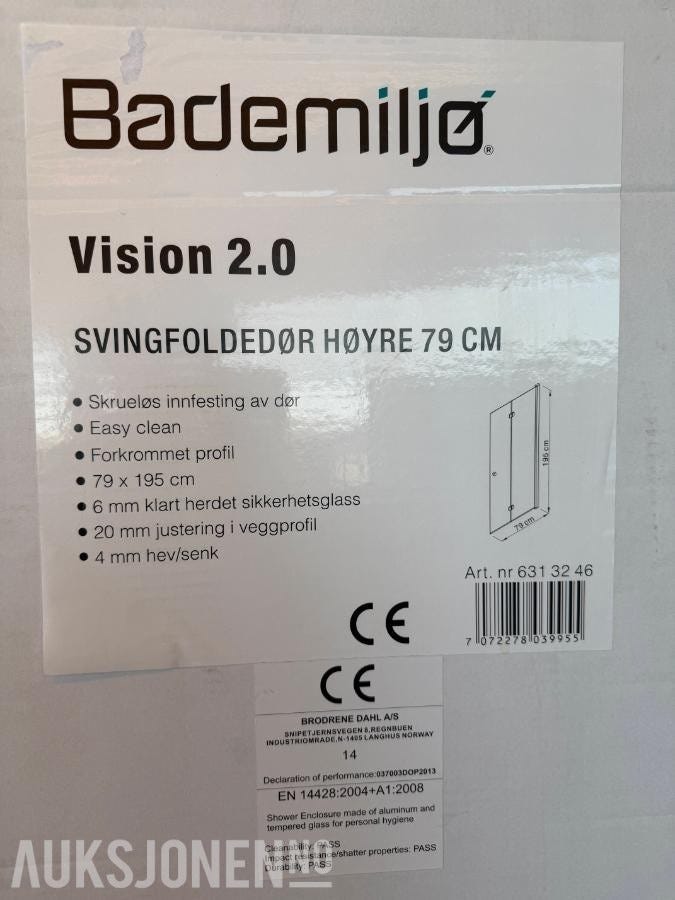 Bademiljø®
Vision 2.0
SVINGFOLDEDØR HØYRE 79 CM
• Skrueløs innfesting av dør
• Easy clean
• Forkrommet profil
• 79 x 195 cm
• 6 mm klart herdet sikkerhetsglass
• 20 mm justering i veggprofil
• 4 mm hev/senk
195 cm
79 cm
Art. nr 631 32 46
7 072278 039955
CE
CE
BRODRENE DAHL A/S
SNIPETJERNSVEGEN 8,REGNBUEN
INDUSTRIOMRADE,N-1405 LANGHUS NORWAY
14
Declaration of performance:037003DOP2013
EN 14428:2004+A1:2008
Shower Enclosure made of aluminum and
tempered glass for personal hygiene
Cleanability: PASS
Impact resistance/shatter properties: PASS
Durability: PASS
AUKSJONEN.NO